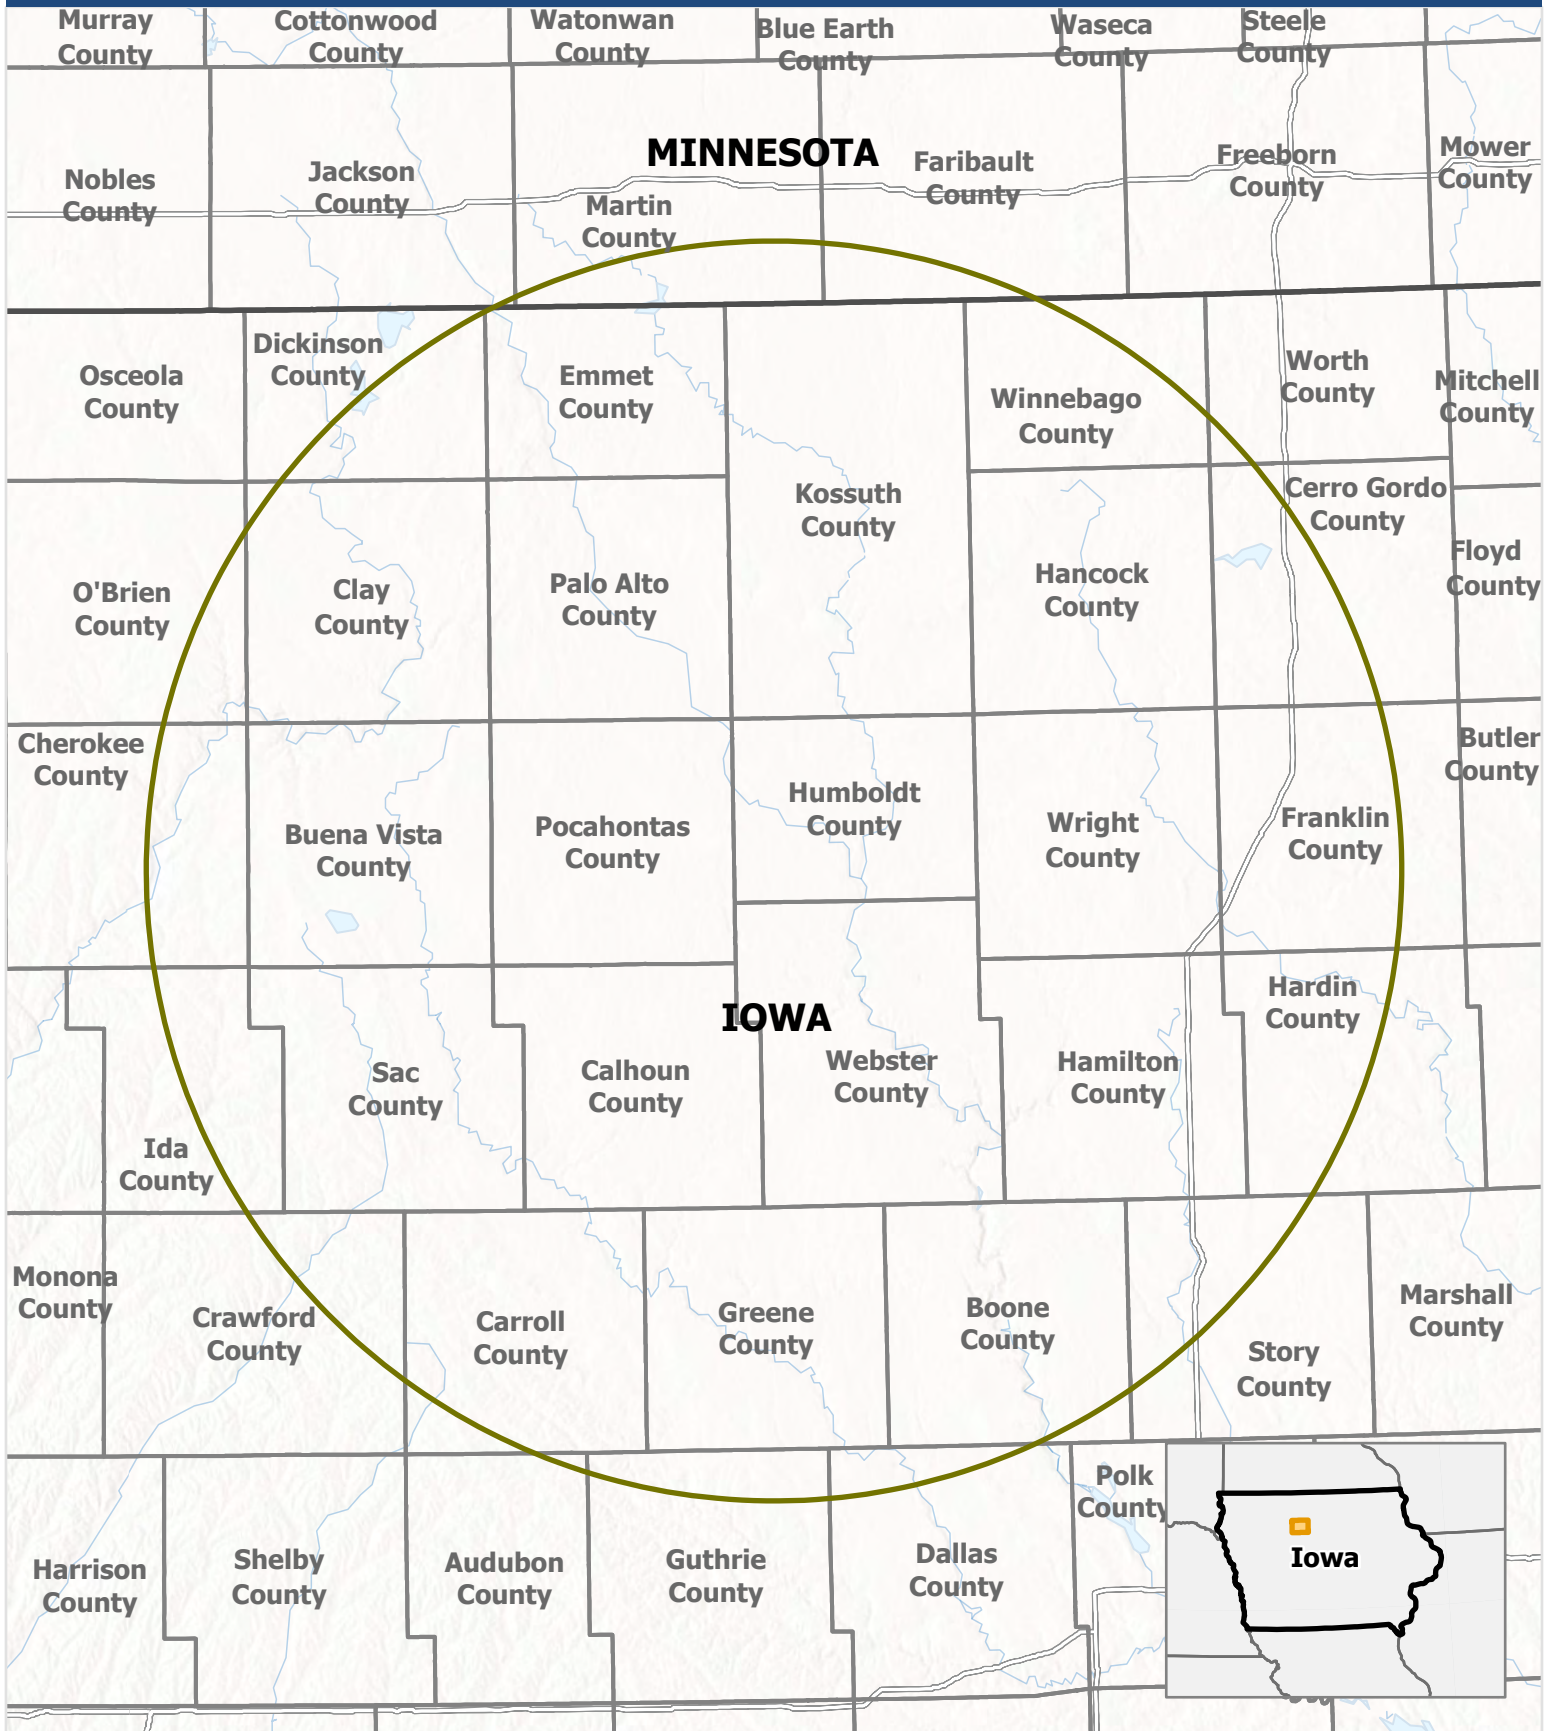 Murray
County
Cottonwood
County
Watonwan
County
Blue Earth
County
Waseca
County
Steele
County
Nobles
County
Jackson
County
MINNESOTA
Martin
County
Faribault
County
Freeborn
County
Mower
County
Osceola
County
Dickinson
County
Emmet
County
Winnebago
County
Worth
County
Mitchell
County
Kossuth
County
Cerro Gordo
County
O'Brien
County
Clay
County
Palo Alto
County
Hancock
County
Floyd
County
Cherokee
County
Buena Vista
County
Pocahontas
County
Humboldt
County
Wright
County
Franklin
County
Butler
County
IOWA
Ida
County
Sac
County
Calhoun
County
Webster
County
Hamilton
County
Hardin
County
Monona
County
Crawford
County
Carroll
County
Greene
County
Boone
County
Story
County
Marshall
County
Harrison
County
Shelby
County
Audubon
County
Guthrie
County
Dallas
County
Polk
County
Iowa